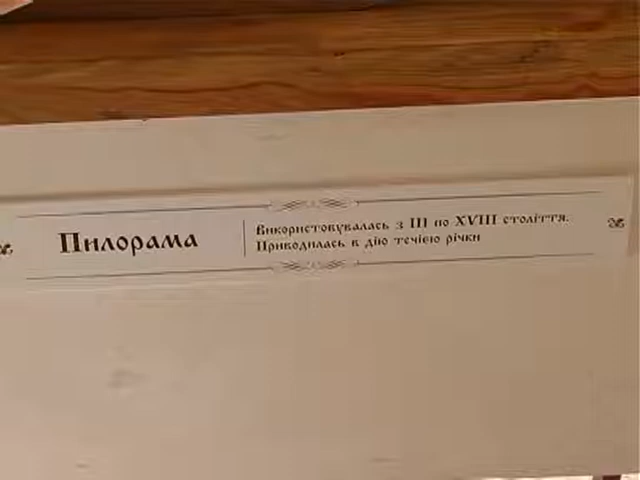 Пилорама
Використовувалась з III по XVIII століття.
Приводилась в дію течією річки